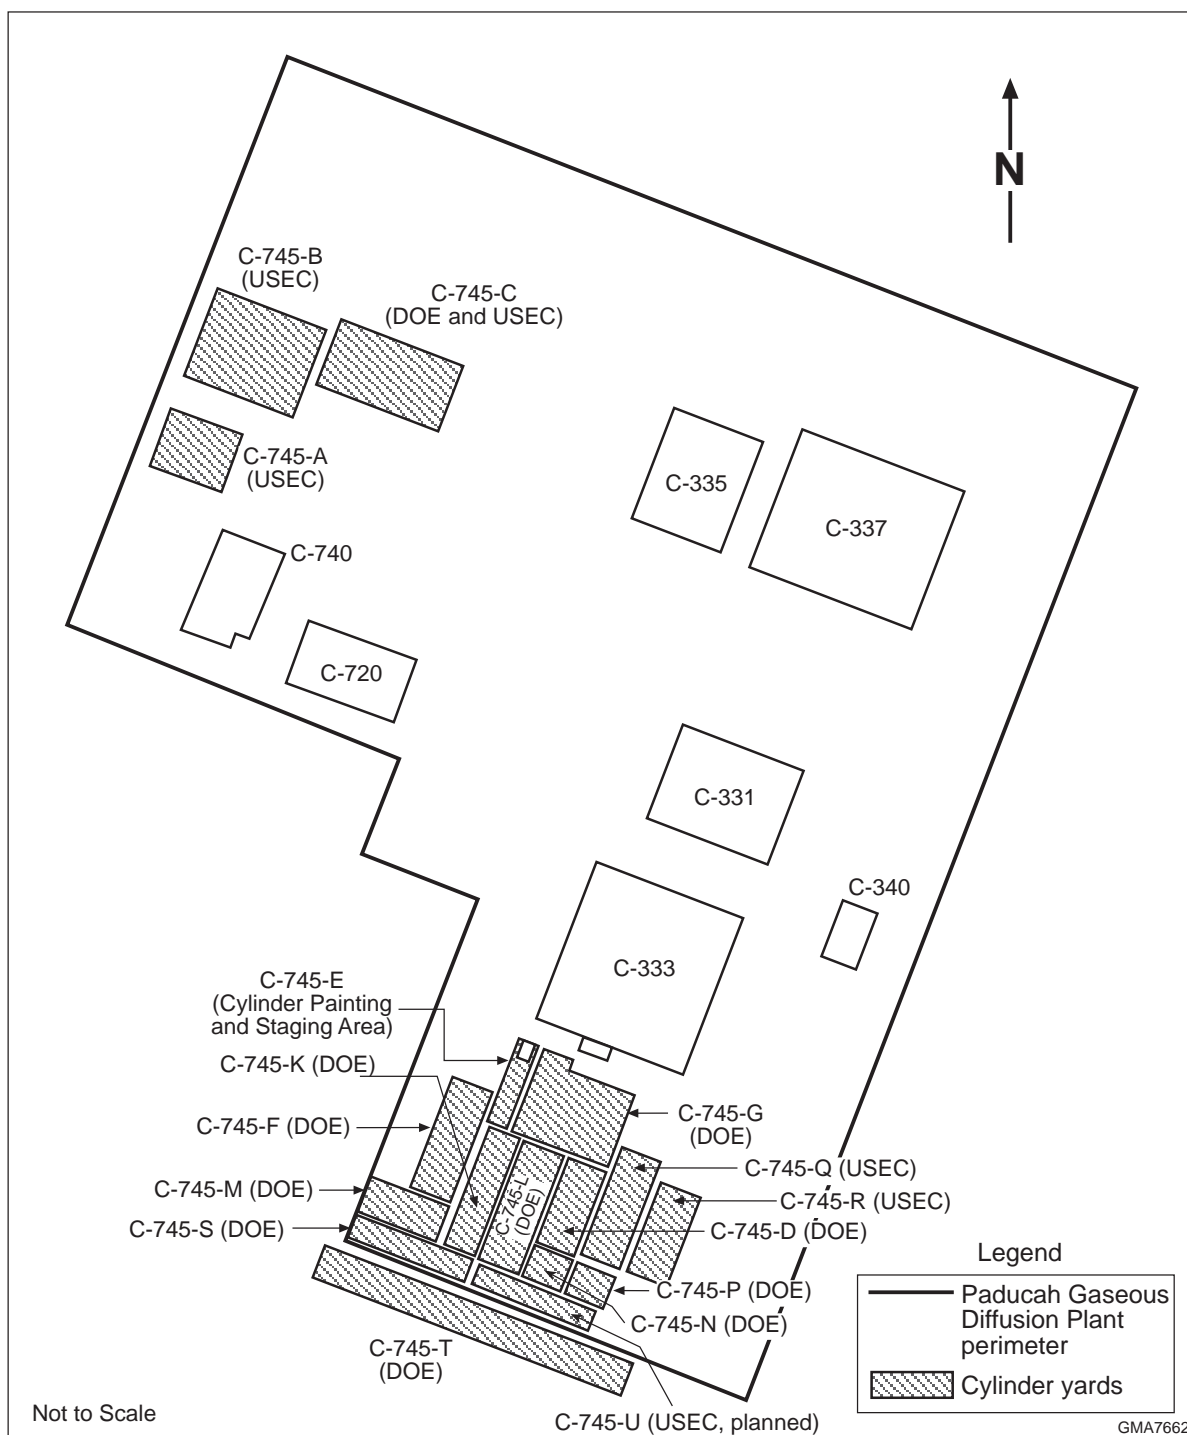 N
C-745-B
(USEC)
C-745-C
(DOE and USEC)
C-745-A
(USEC)
C-335
C-337
C-740
C-720
C-331
C-340
C-333
C-745-E
(Cylinder Painting
and Staging Area)
C-745-K (DOE)
C-745-F (DOE)
C-745-G
(DOE)
C-745-L
(DOE)
C-745-Q (USEC)
C-745-M (DOE)
C-745-R (USEC)
C-745-S (DOE)
C-745-D (DOE)
C-745-P (DOE)
C-745-N (DOE)
C-745-T
(DOE)
C-745-U (USEC, planned)
Legend
Paducah Gaseous
Diffusion Plant
perimeter
Cylinder yards
Not to Scale
GMA7662